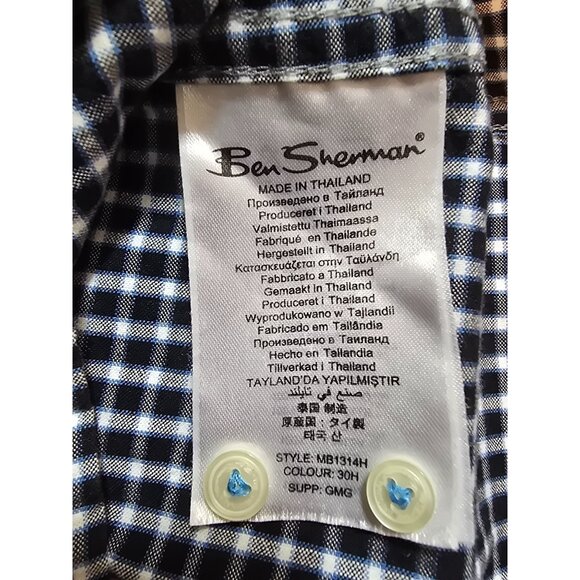 Ben Sherman®
MADE IN THAILAND
Произведено в Тайланд
Produceret i Thailand
Valmistettu Thaimaassa
Fabriqué en Thaïlande
Hergestellt in Thailand
Κατασκευάζεται στην Ταϋλάνδη
Fabbricato a Thailand
Gemaakt in Thailand
Produceret i Thailand
Wyprodukowano w Tajlandii
Fabricado em Tailândia
Произведено в Таиланд
Hecho en Tailandia
Tillverkad i Thailand
TAYLAND'DA YAPILMIŞTIR
صنع في تايلند
泰国 制造
原産国：タイ製
태국 산
STYLE: MB1314H
COLOUR: 30H
SUPP: GMG